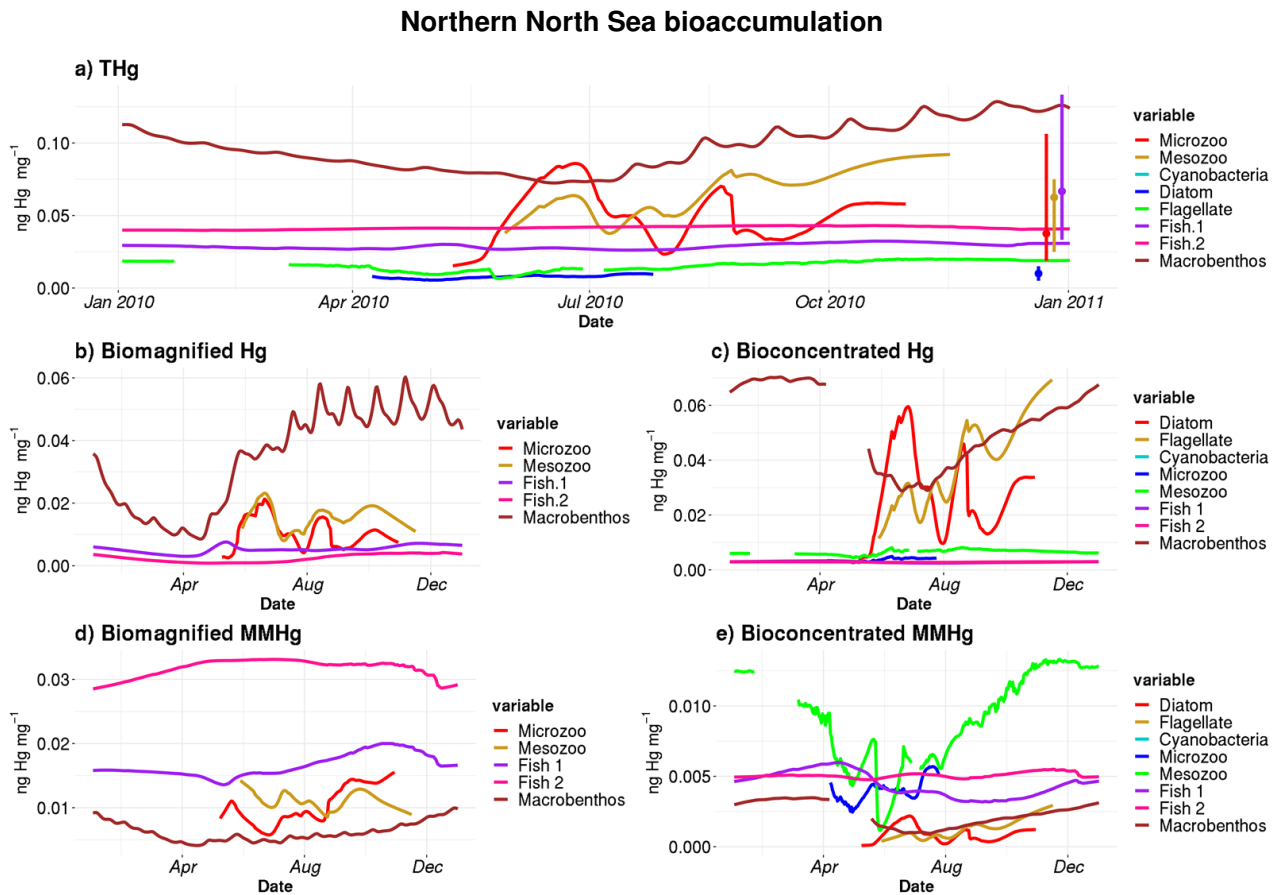 Northern North Sea bioaccumulation
a) THg
ng Hg mg⁻¹
0.10
0.05
0.00
Jan 2010
Apr 2010
Jul 2010
Oct 2010
Jan 2011
Date
variable
Microzoo
Mesozoo
Cyanobacteria
Diatom
Flagellate
Fish.1
Fish.2
Macrobenthos
b) Biomagnified Hg
ng Hg mg⁻¹
0.06
0.04
0.02
0.00
Apr
Aug
Dec
Date
variable
Microzoo
Mesozoo
Fish.1
Fish.2
Macrobenthos
c) Bioconcentrated Hg
ng Hg mg⁻¹
0.06
0.04
0.02
0.00
Apr
Aug
Dec
Date
variable
Diatom
Flagellate
Cyanobacteria
Microzoo
Mesozoo
Fish 1
Fish 2
Macrobenthos
d) Biomagnified MMHg
ng Hg mg⁻¹
0.03
0.02
0.01
Apr
Aug
Dec
Date
variable
Microzoo
Mesozoo
Fish 1
Fish 2
Macrobenthos
e) Bioconcentrated MMHg
ng Hg mg⁻¹
0.010
0.005
0.000
Apr
Aug
Dec
Date
variable
Diatom
Flagellate
Cyanobacteria
Microzoo
Mesozoo
Fish 1
Fish 2
Macrobenthos